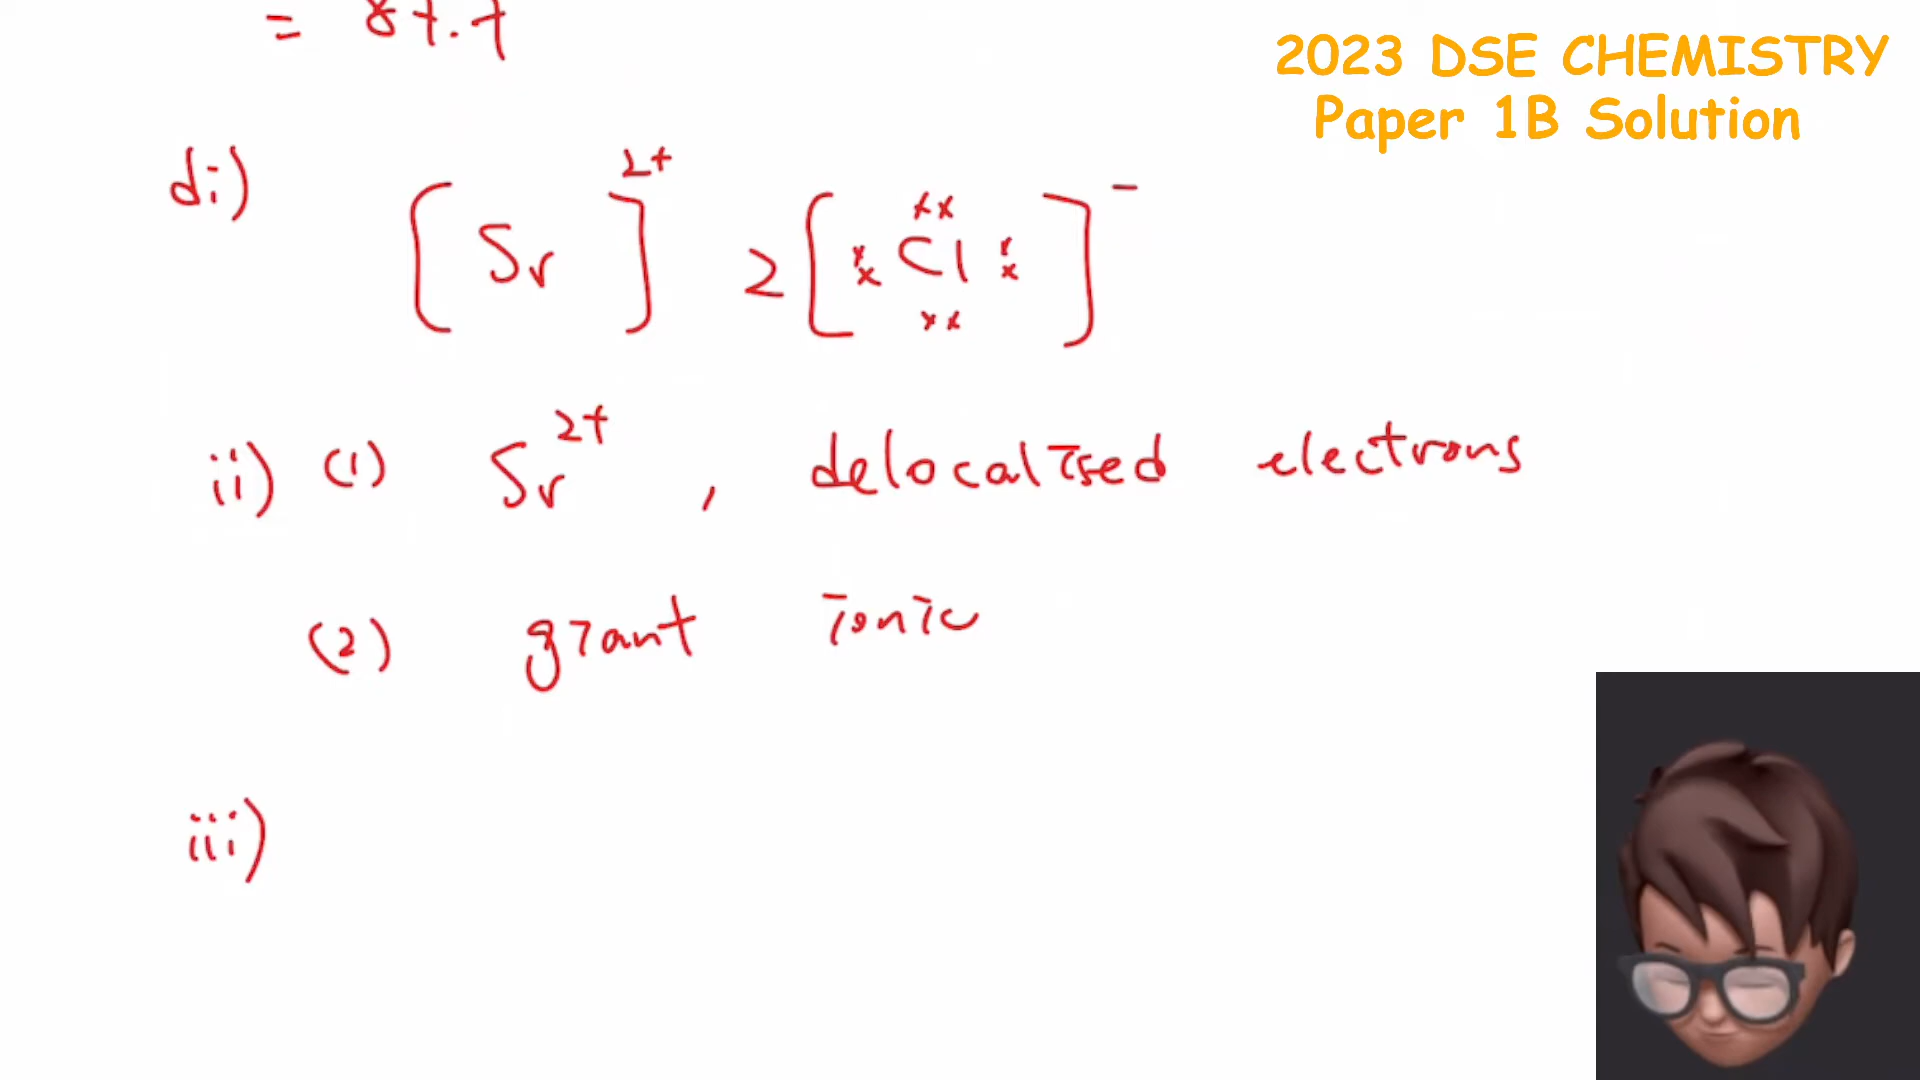 = 87.7
2023 DSE CHEMISTRY
Paper 1B Solution
di) [Sr]²⁺ 2[Cl]⁻
ii) (1) Sr²⁺ , delocalised electrons
(2) giant ionic
iii)